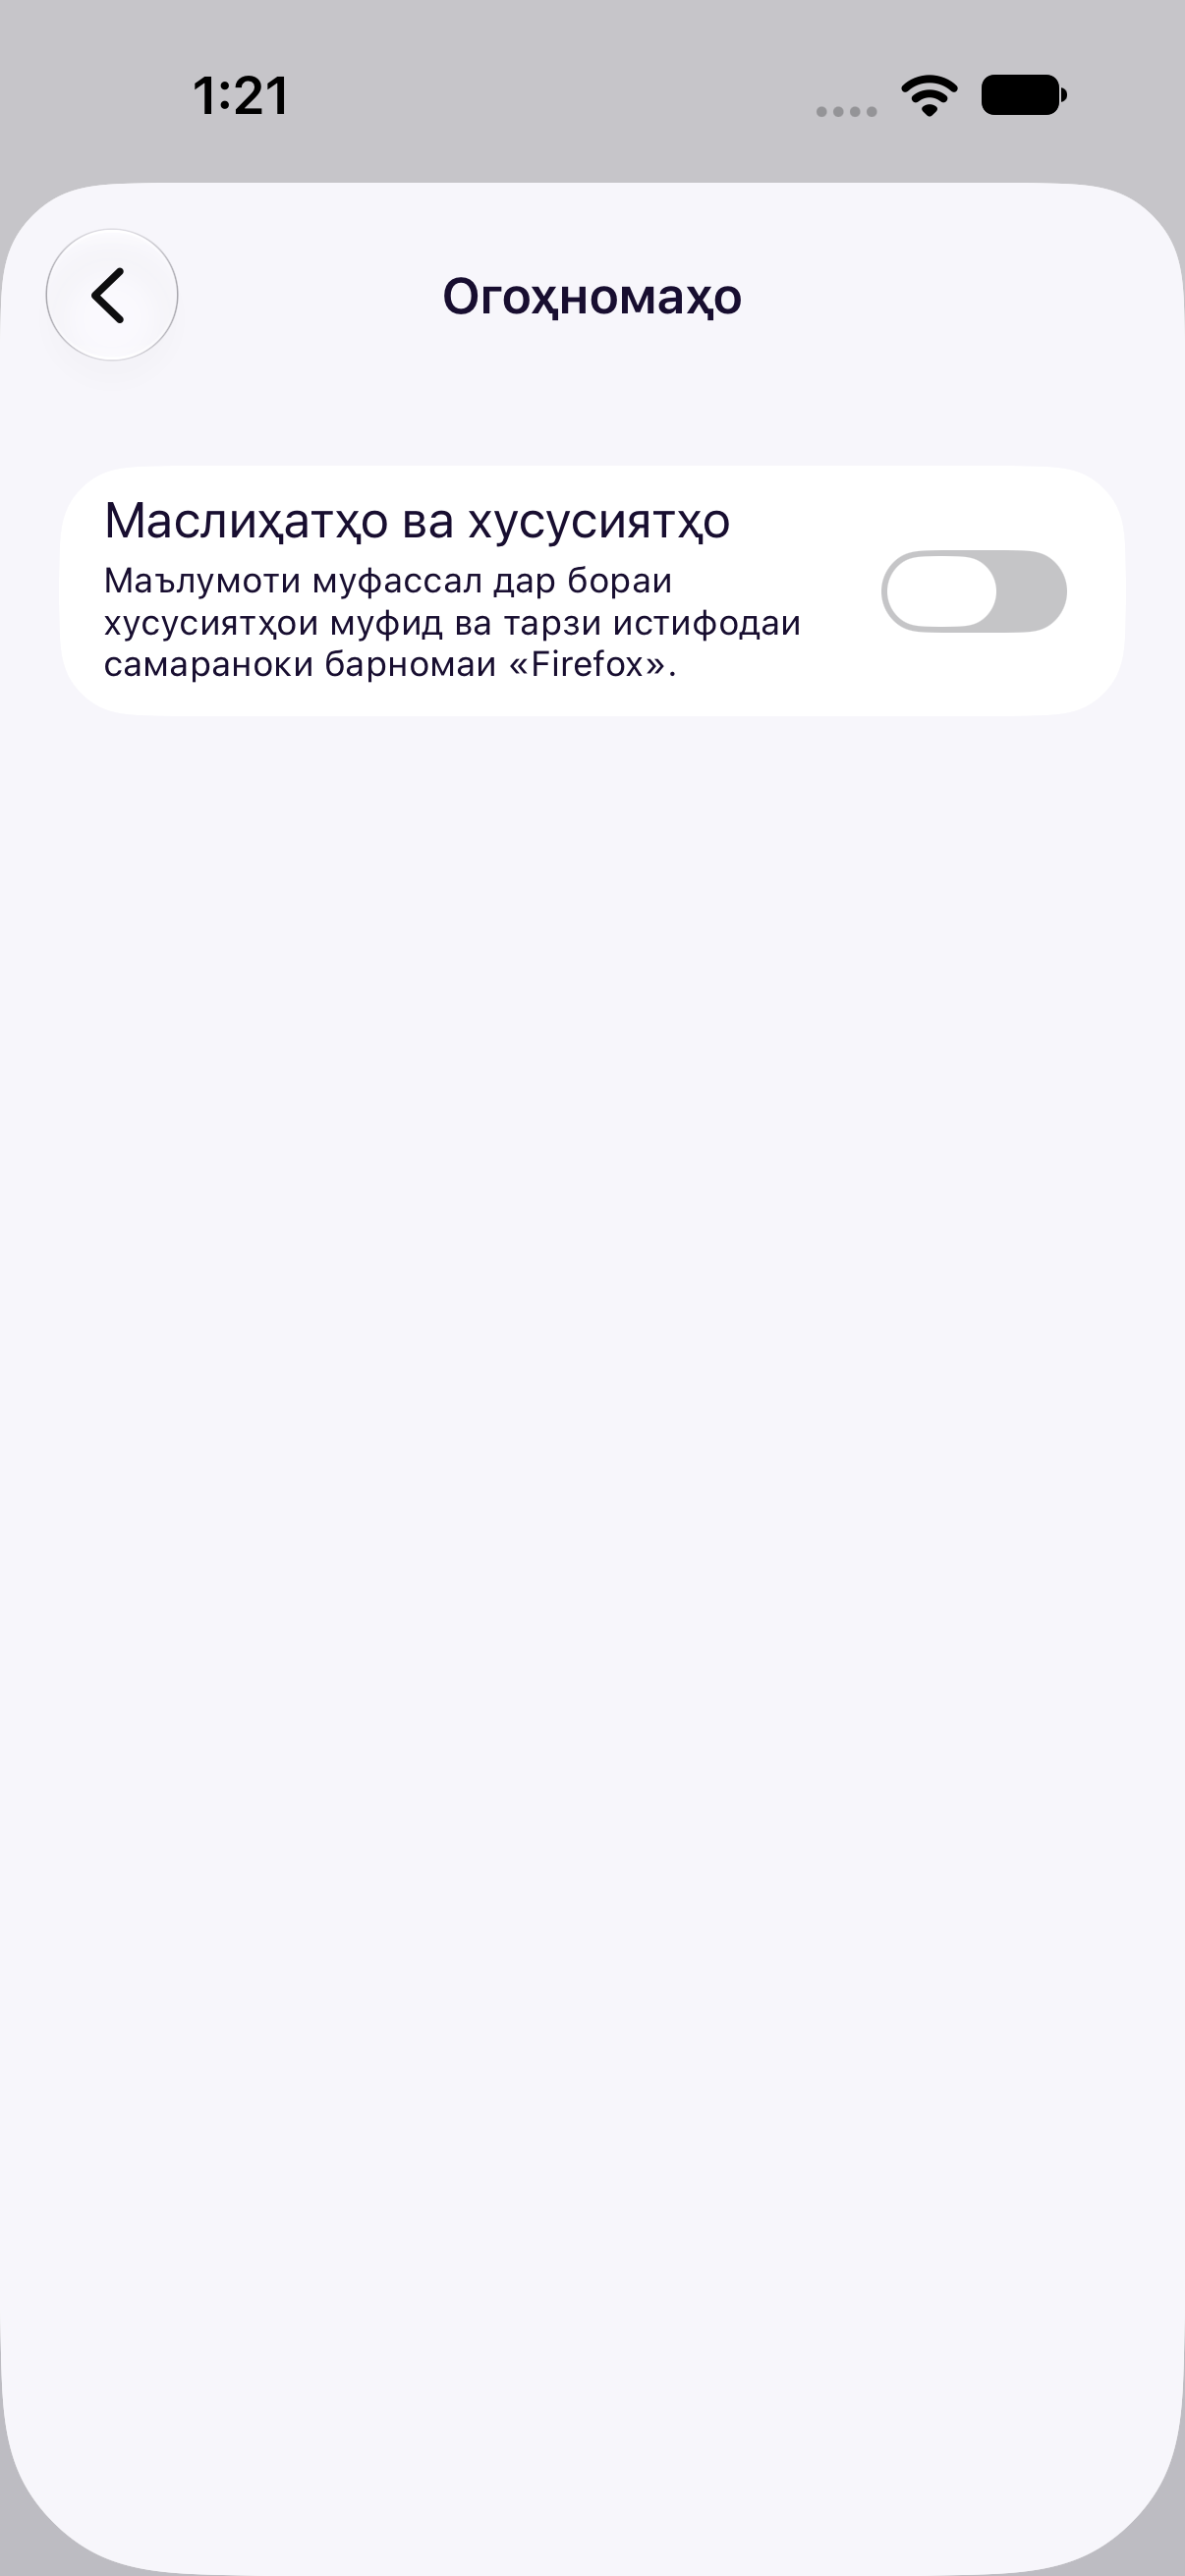 1:21
Огоҳномаҳо
Маслиҳатҳо ва хусусиятҳо
Маълумоти муфассал дар бораи
хусусиятҳои муфид ва тарзи истифодаи
самараноки барномаи «Firefox».